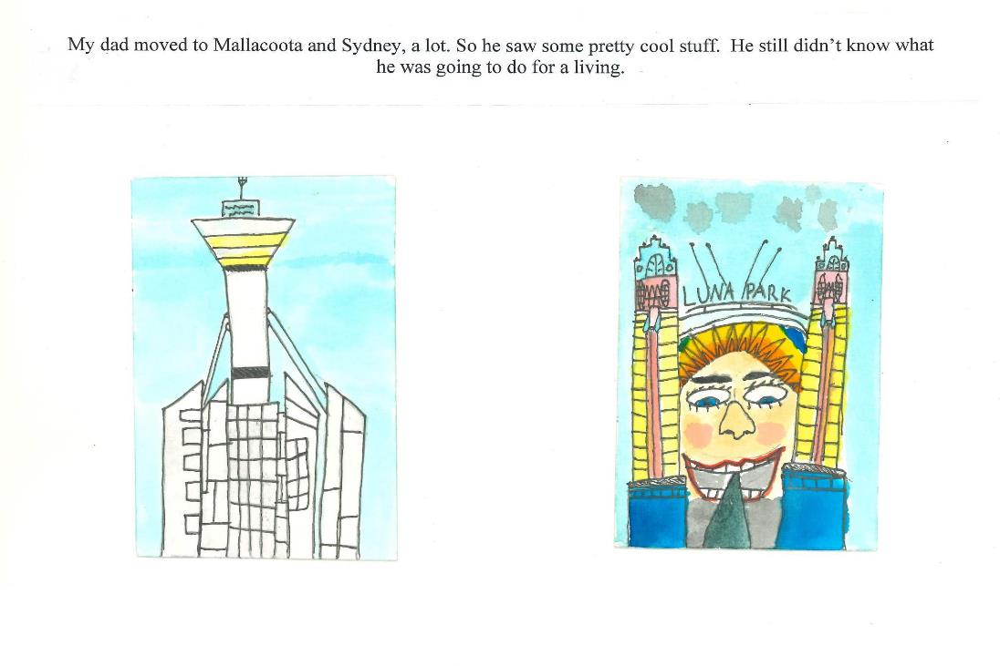 My dad moved to Mallacoota and Sydney, a lot. So he saw some pretty cool stuff.  He still didn’t know what
he was going to do for a living.
LUNA PARK